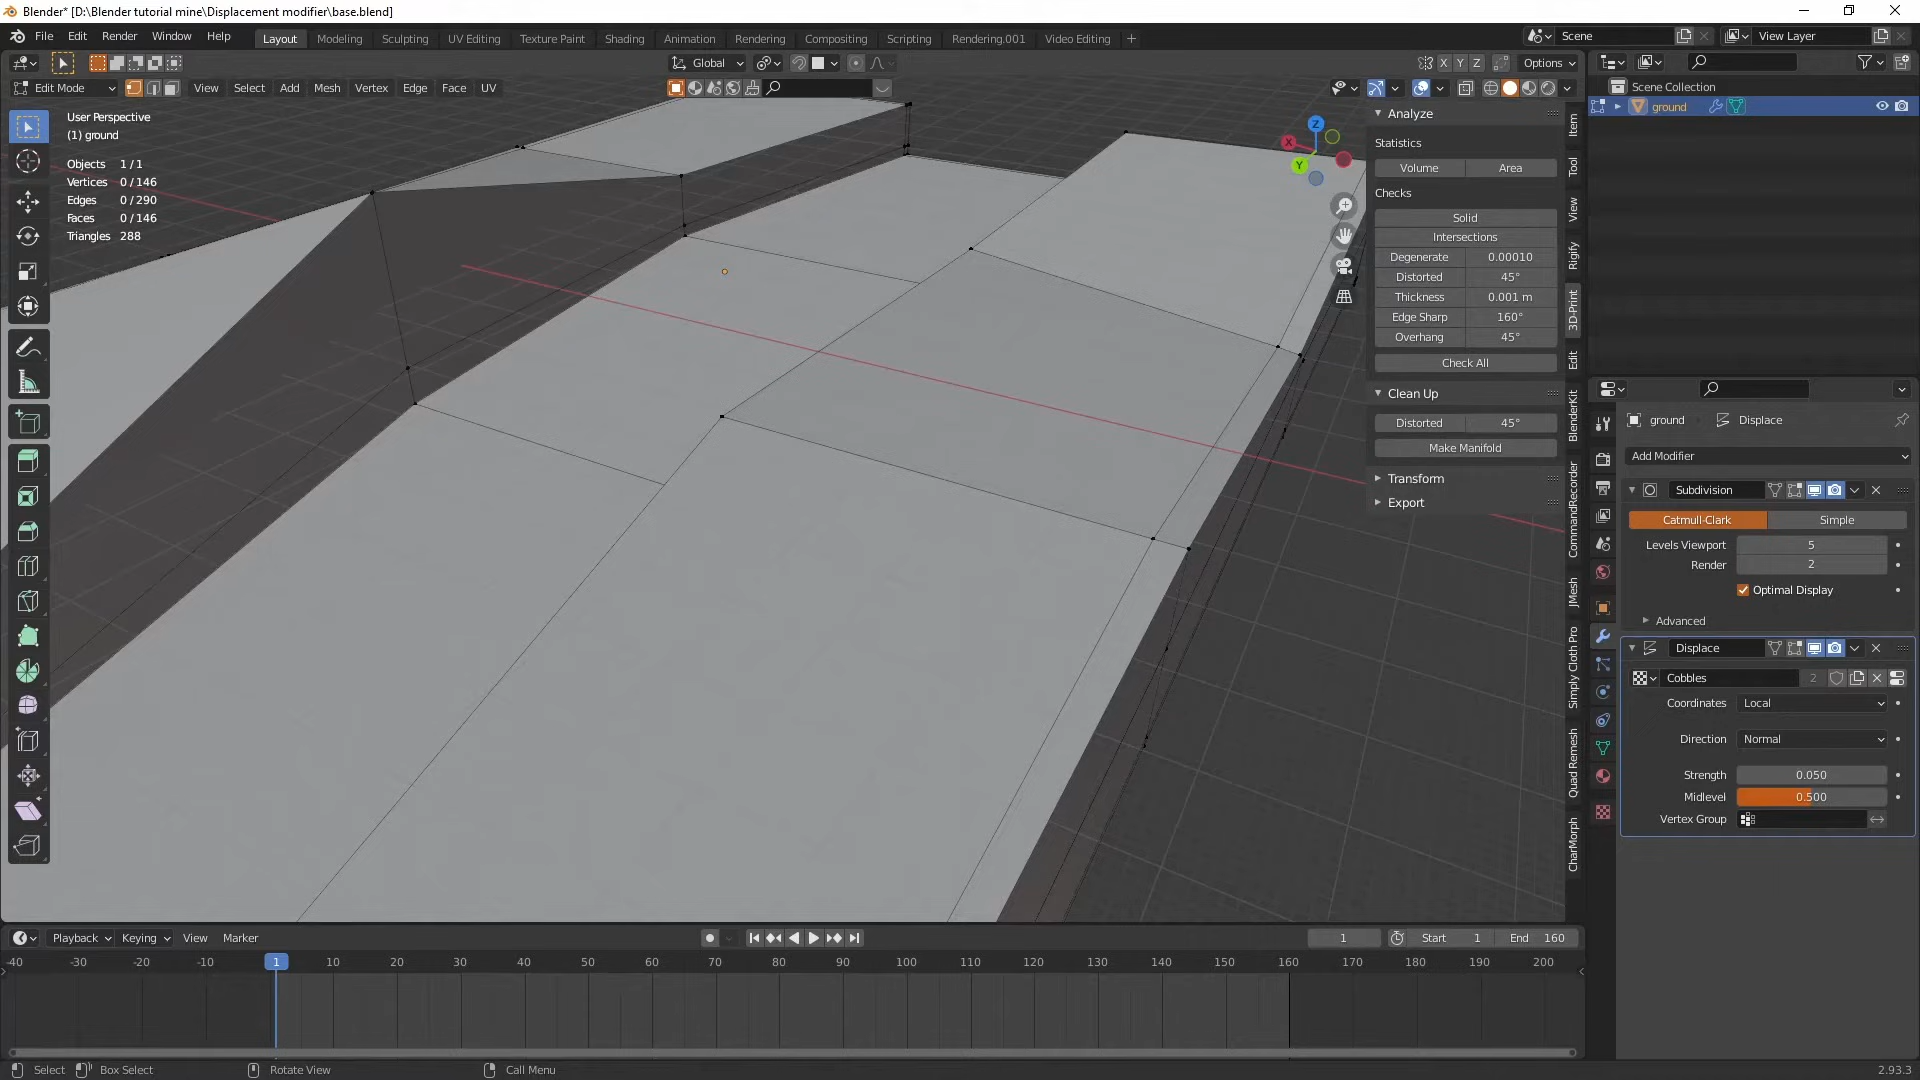 Blender* [D:\Blender tutorial mine\Displacement modifier\base.blend]
File Edit Render Window Help
Layout Modeling Sculpting UV Editing Texture Paint Shading Animation Rendering Compositing Scripting Rendering.001 Video Editing +
Scene View Layer
Global X Y Z Options
Edit Mode View Select Add Mesh Vertex Edge Face UV
User Perspective
(1) ground
Objects 1/1
Vertices 0/146
Edges 0/290
Faces 0/146
Triangles 288
Z
X
Y
Analyze
Statistics
Volume Area
Checks
Solid
Intersections
Degenerate 0.00010
Distorted 45°
Thickness 0.001 m
Edge Sharp 160°
Overhang 45°
Check All
Clean Up
Distorted 45°
Make Manifold
Transform
Export
Item
Tool
View
Rigify
3D-Print
Edit
BlenderKit
CommandRecorder
JMesh
Simply Cloth Pro
Quad Remesh
CharMorph
Scene Collection
ground
ground Displace
Add Modifier
Subdivision
Catmull-Clark Simple
Levels Viewport 5
Render 2
Optimal Display
Advanced
Displace
Cobbles 2
Coordinates Local
Direction Normal
Strength 0.050
Midlevel 0.500
Vertex Group
Playback Keying View Marker
1 Start 1 End 160
-40 -30 -20 -10 1 10 20 30 40 50 60 70 80 90 100 110 120 130 140 150 160 170 180 190 200
Select Box Select Rotate View Call Menu
2.93.3